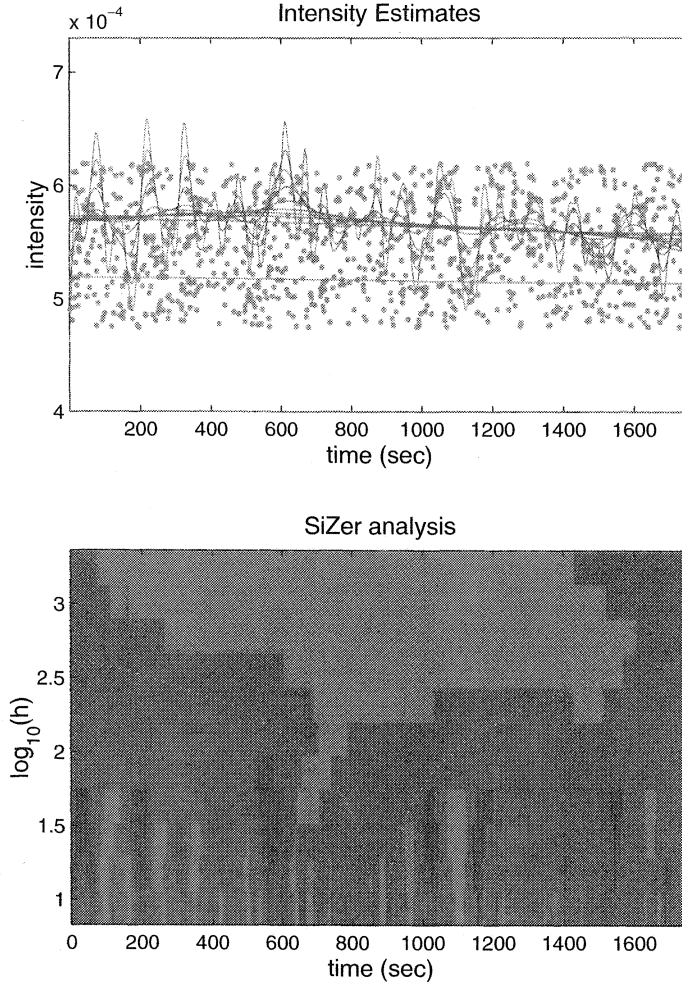 Intensity Estimates
x 10⁻⁴
7
6
5
4
intensity
200 400 600 800 1000 1200 1400 1600
time (sec)
SiZer analysis
3
2.5
2
1.5
1
log₁₀(h)
0 200 400 600 800 1000 1200 1400 1600
time (sec)